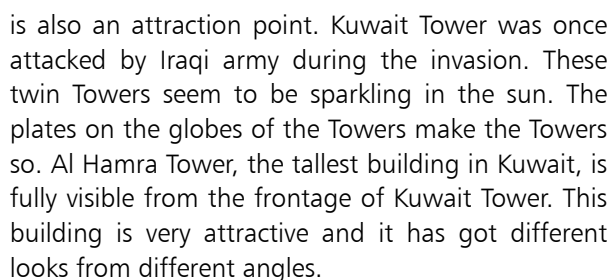 is also an attraction point. Kuwait Tower was once
attacked by Iraqi army during the invasion. These
twin Towers seem to be sparkling in the sun. The
plates on the globes of the Towers make the Towers
so. Al Hamra Tower, the tallest building in Kuwait, is
fully visible from the frontage of Kuwait Tower. This
building is very attractive and it has got different
looks from different angles.